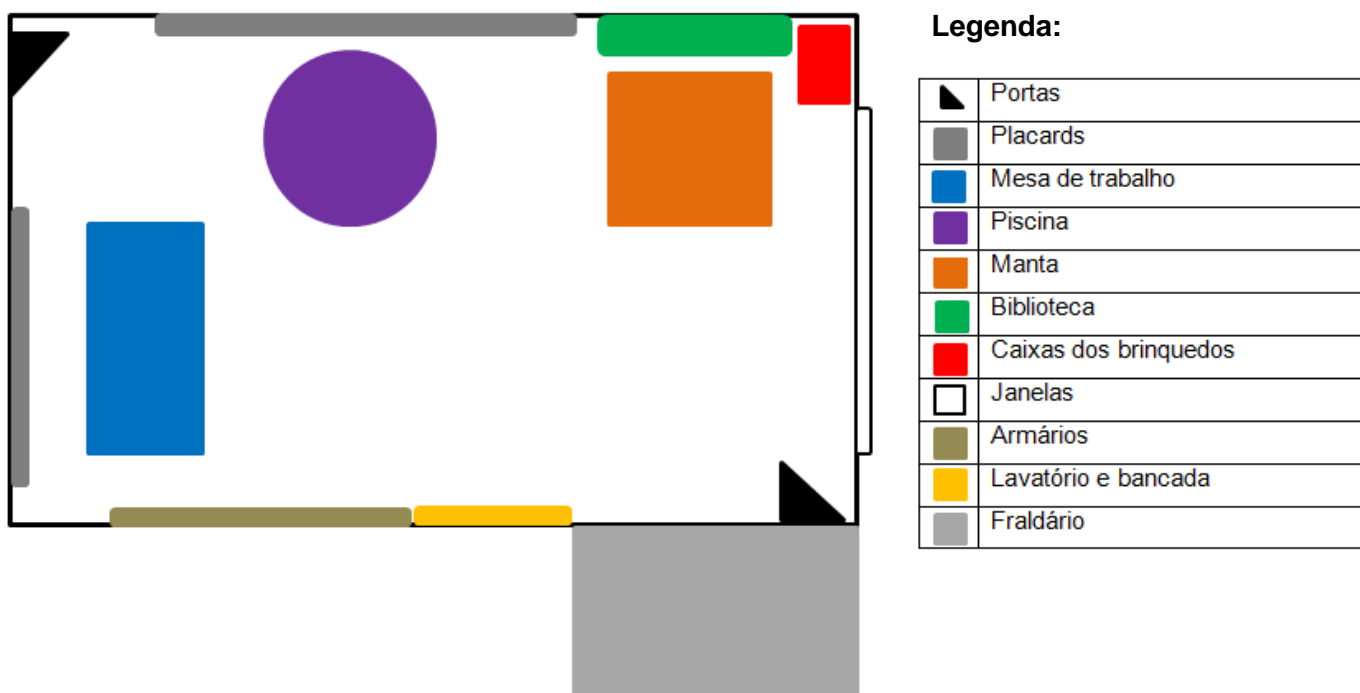 Legenda:
Portas
Placards
Mesa de trabalho
Piscina
Manta
Biblioteca
Caixas dos brinquedos
Janelas
Armários
Lavatório e bancada
Fraldário